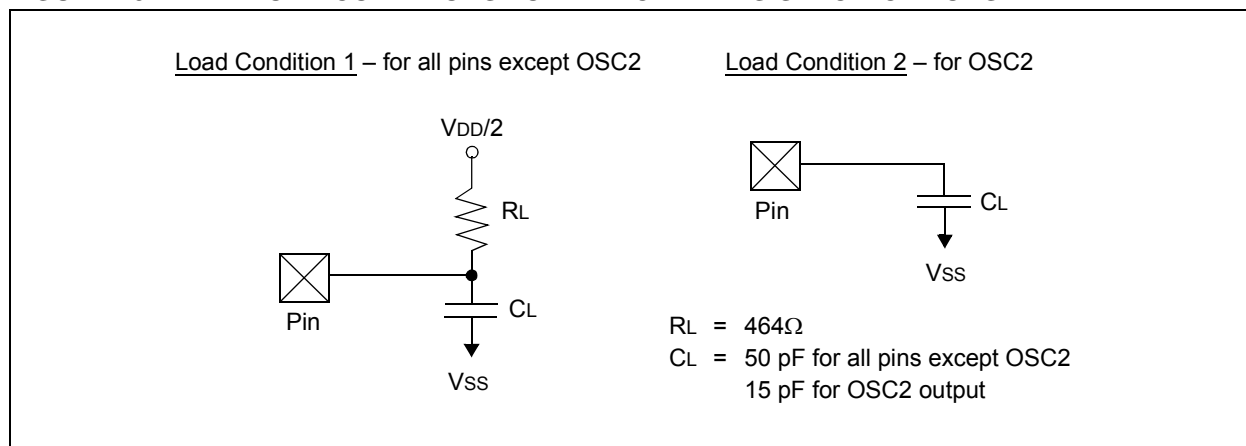 Load Condition 1 – for all pins except OSC2
Load Condition 2 – for OSC2
VDD/2
RL
CL
Pin
VSS
Pin
CL
VSS
RL = 464Ω
CL = 50 pF for all pins except OSC2
15 pF for OSC2 output